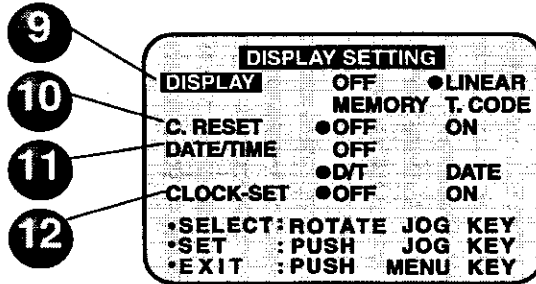 9
10
11
12
DISPLAY SETTING
DISPLAY OFF ●LINEAR
MEMORY T. CODE
C. RESET ●OFF ON
DATE/TIME OFF
●D/T DATE
CLOCK-SET ●OFF ON
•SELECT:ROTATE JOG KEY
•SET :PUSH JOG KEY
•EXIT :PUSH MENU KEY